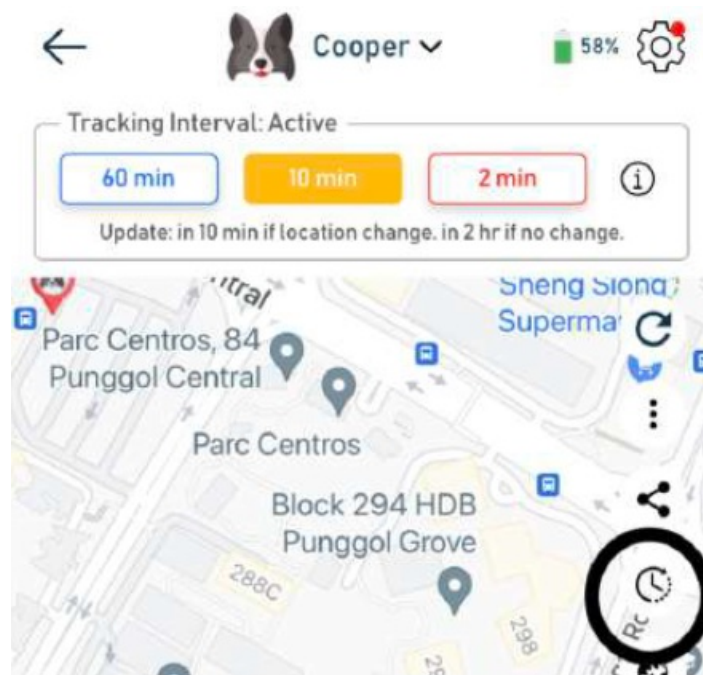 Cooper
58%
Tracking Interval: Active
60 min
10 min
2 min
Update: in 10 min if location change. in 2 hr if no change.
Sheng Siong
Superma
Parc Centros, 84
Punggol Central
Parc Centros
Block 294 HDB
Punggol Grove
288C
298